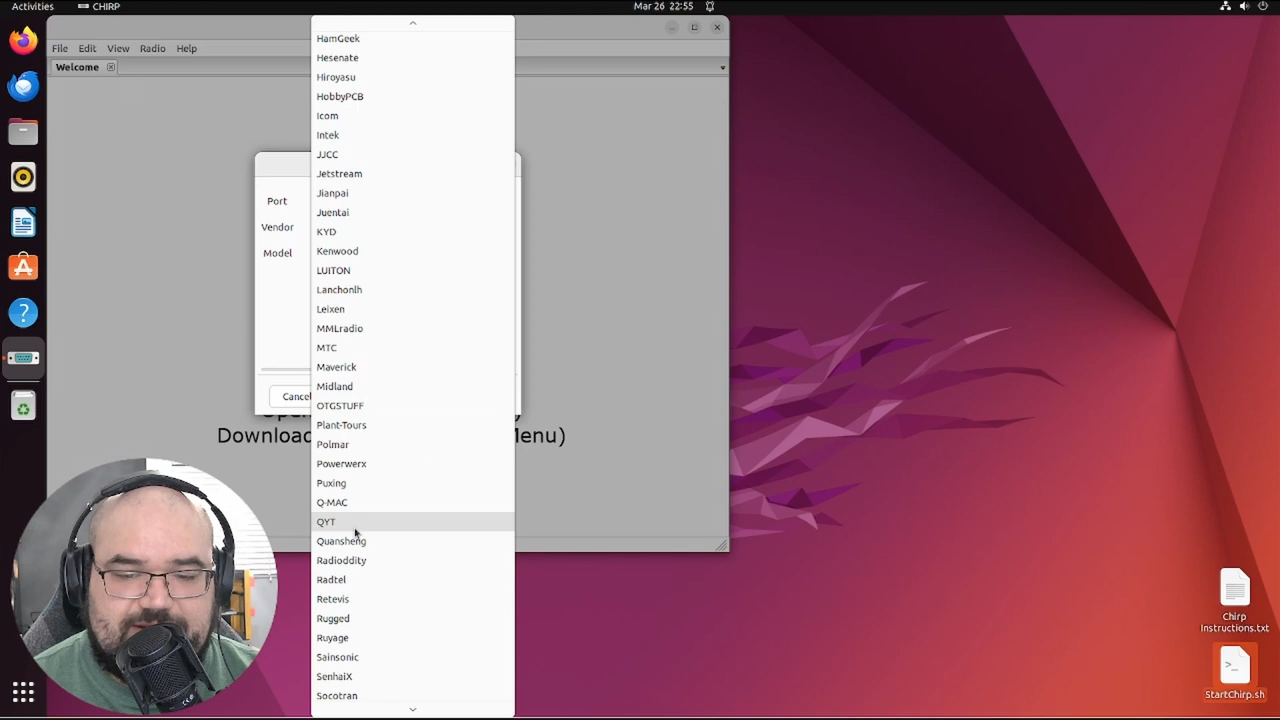 Activities
CHIRP
Mar 26 22:55
File Edit View Radio Help
Welcome
Port
Vendor
Model
Cancel
Download
Menu)
HamGeek
Hesenate
Hiroyasu
HobbyPCB
Icom
Intek
JJCC
Jetstream
Jianpai
Juentai
KYD
Kenwood
LUITON
Lanchonlh
Leixen
MMLradio
MTC
Maverick
Midland
OTGSTUFF
Plant-Tours
Polmar
Powerwerx
Puxing
Q-MAC
QYT
Quansheng
Radioddity
Radtel
Retevis
Rugged
Ruyage
Sainsonic
SenhaiX
Socotran
Chirp
Instructions.txt
StartChirp.sh